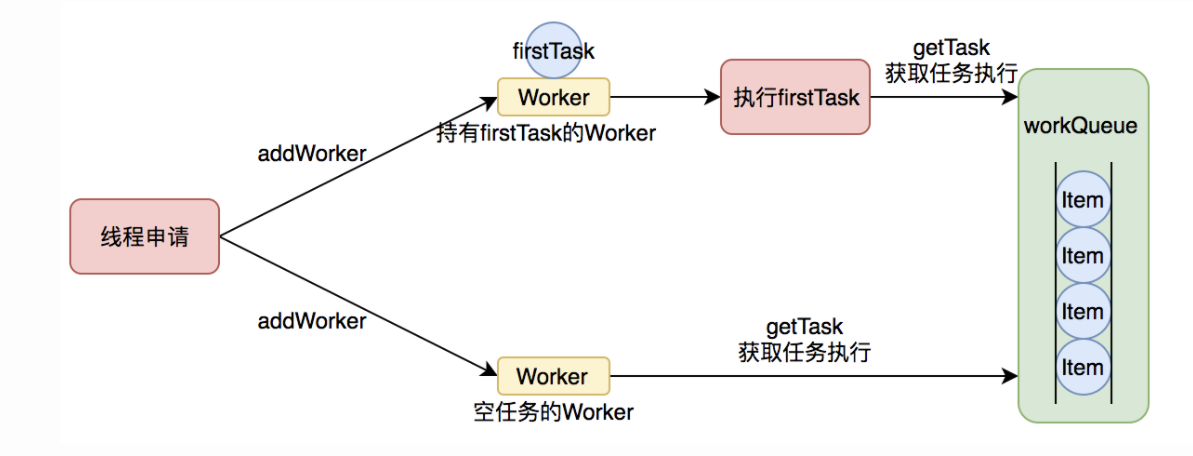 firstTask
getTask
获取任务执行
Worker
执行firstTask
持有firstTask的Worker
workQueue
addWorker
Item
线程申请
Item
Item
addWorker
getTask
获取任务执行
Item
Worker
空任务的Worker